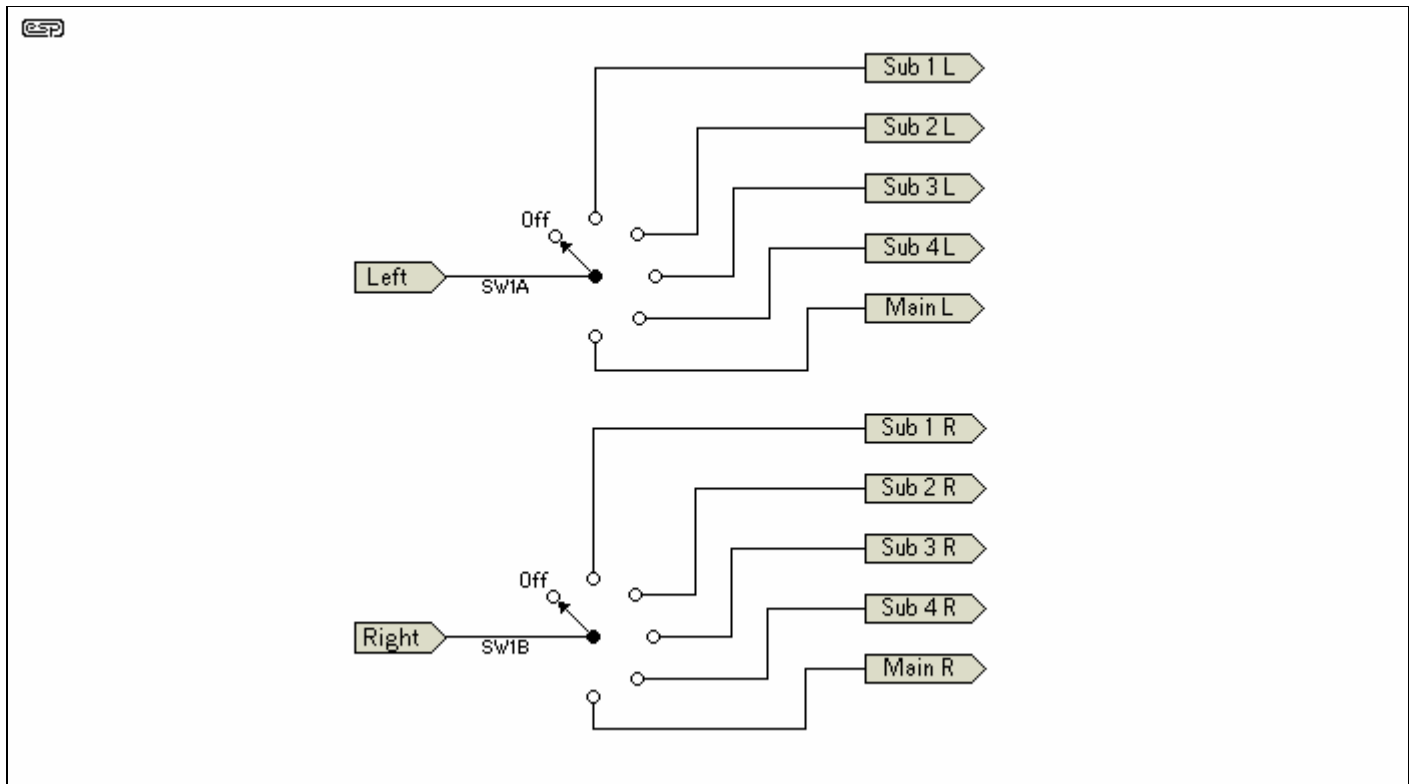 esp
Sub 1 L
Sub 2 L
Sub 3 L
Off
Sub 4 L
Left
SW1A
Main L
Sub 1 R
Sub 2 R
Sub 3 R
Off
Sub 4 R
Right
SW1B
Main R